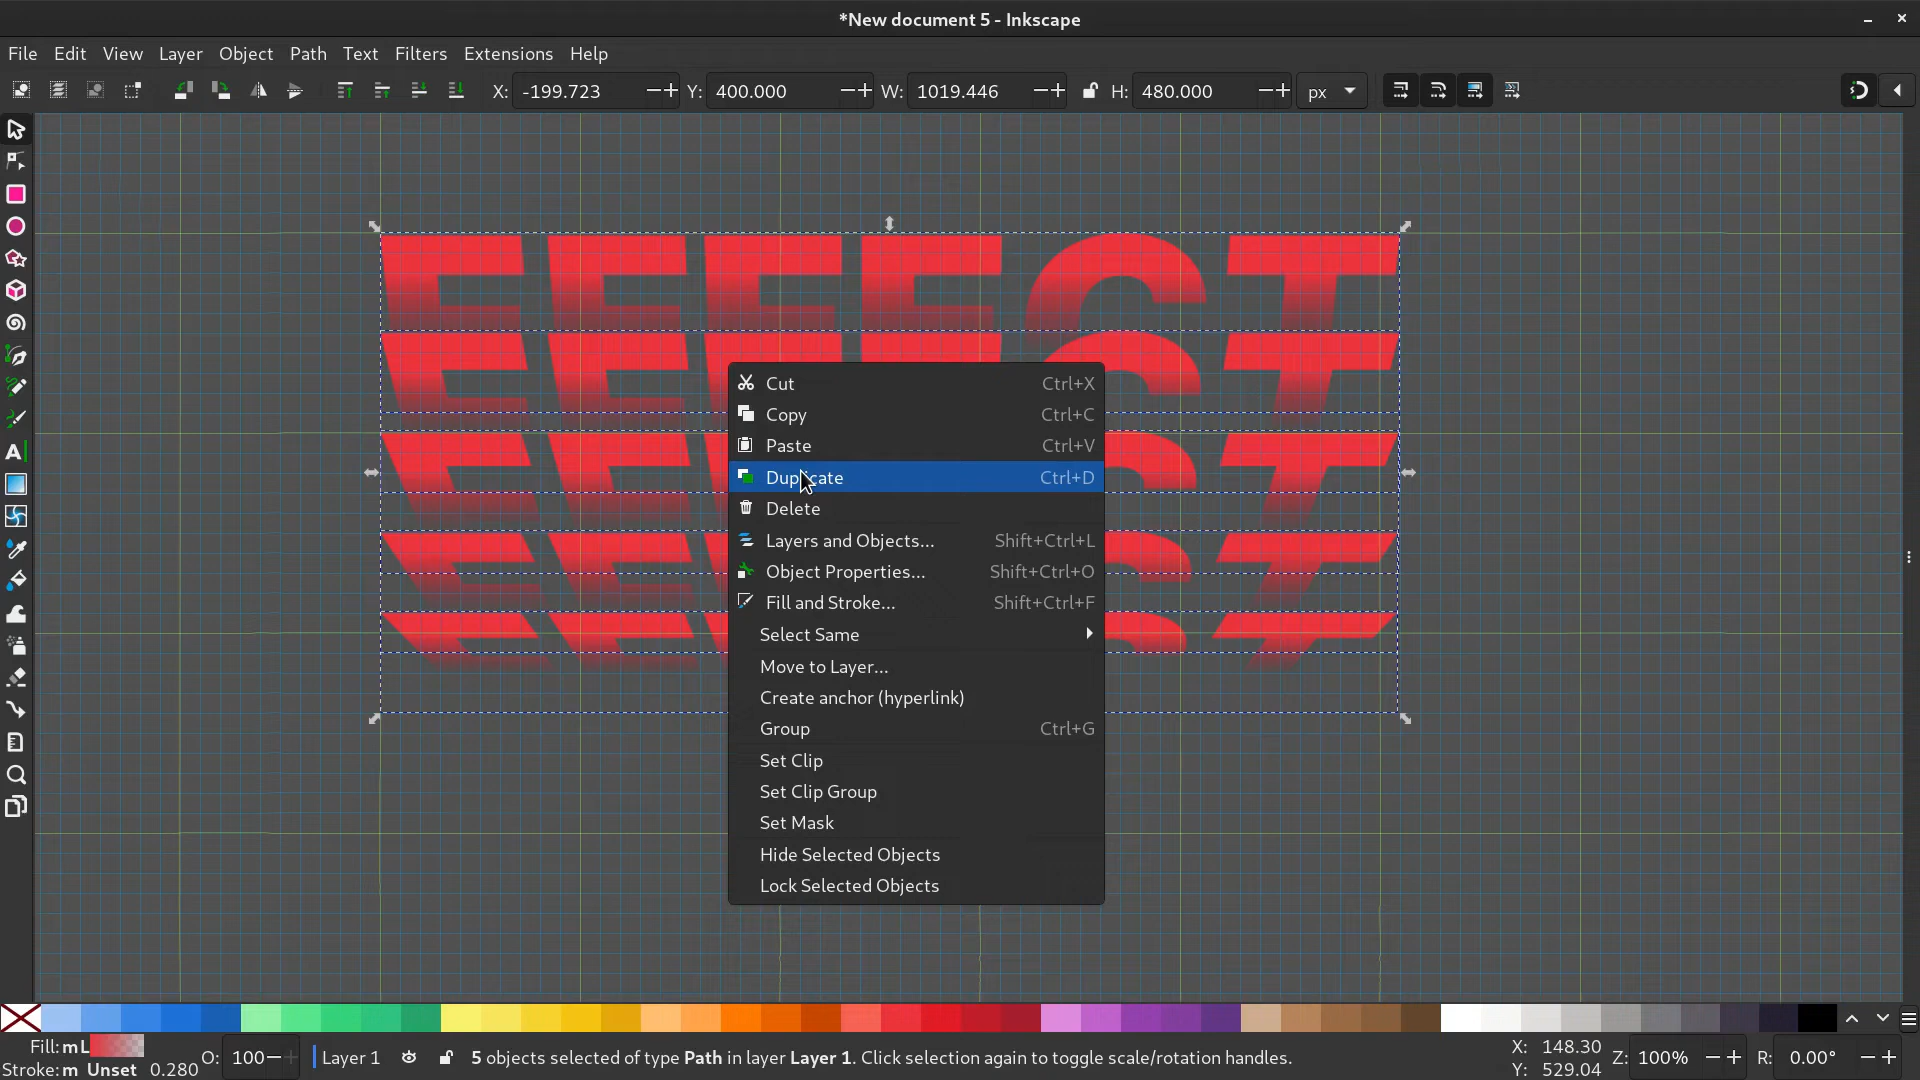 *New document 5 - Inkscape
File Edit View Layer Object Path Text Filters Extensions Help
X: -199.723 Y: 400.000 W: 1019.446 H: 480.000 px
EFFECT
Cut Ctrl+X
Copy Ctrl+C
Paste Ctrl+V
Duplicate Ctrl+D
Delete
Layers and Objects... Shift+Ctrl+L
Object Properties... Shift+Ctrl+O
Fill and Stroke... Shift+Ctrl+F
Select Same
Move to Layer...
Create anchor (hyperlink)
Group Ctrl+G
Set Clip
Set Clip Group
Set Mask
Hide Selected Objects
Lock Selected Objects
Fill: m L
Stroke: m Unset 0.280
O: 100
Layer 1
5 objects selected of type Path in layer Layer 1. Click selection again to toggle scale/rotation handles.
X: 148.30
Y: 529.04
Z: 100%
R: 0.00°